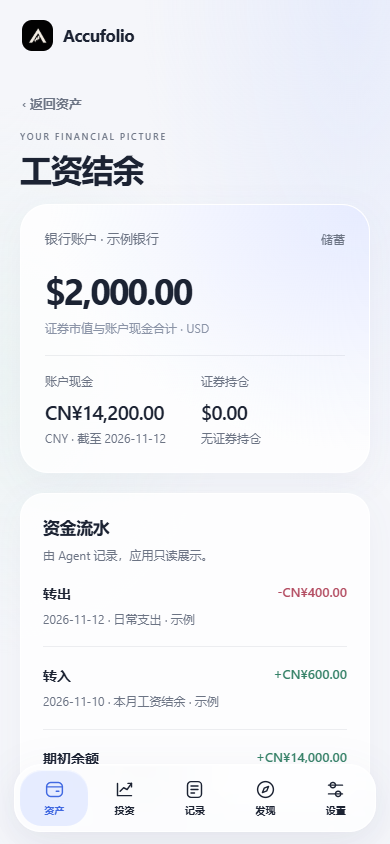 Accufolio
‹ 返回资产
YOUR FINANCIAL PICTURE
工资结余
银行账户 · 示例银行
储蓄
$2,000.00
证券市值与账户现金合计 · USD
账户现金
证券持仓
CN¥14,200.00
$0.00
CNY · 截至 2026-11-12
无证券持仓
资金流水
由 Agent 记录，应用只读展示。
转出
-CN¥400.00
2026-11-12 · 日常支出 · 示例
转入
+CN¥600.00
2026-11-10 · 本月工资结余 · 示例
期初余额
+CN¥14,000.00
资产
投资
记录
发现
设置